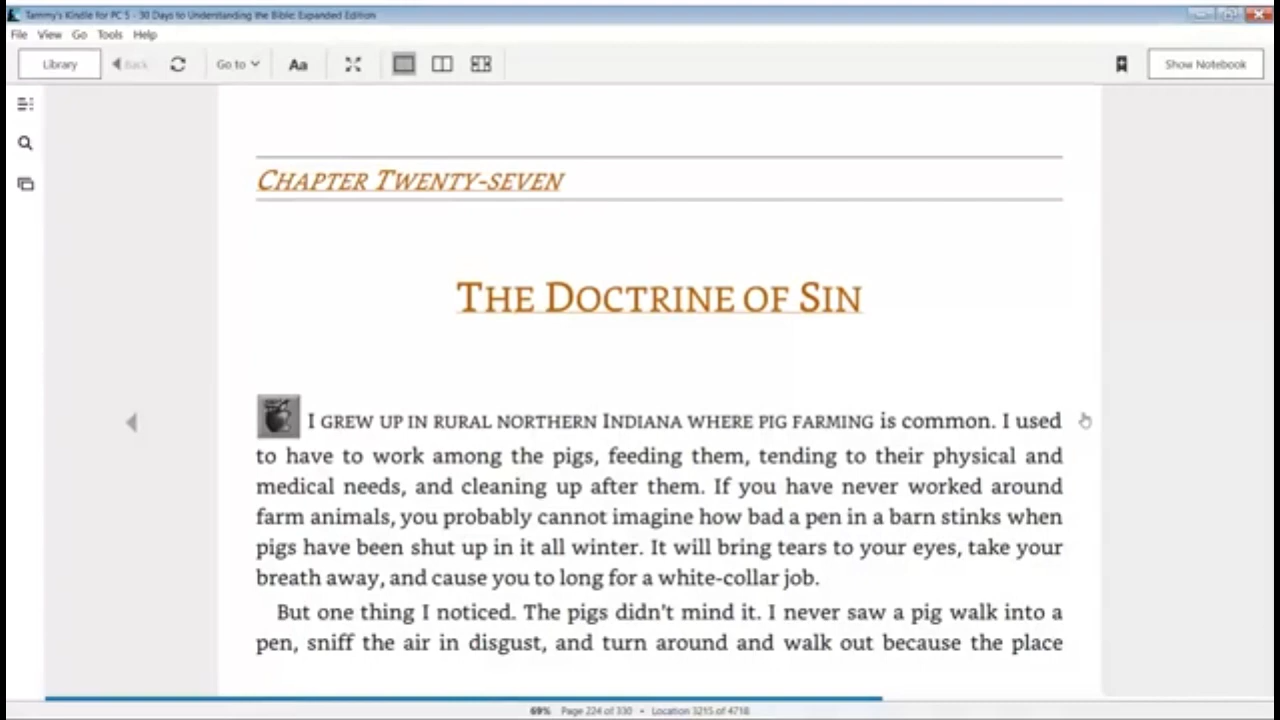 Tammy's Kindle for PC 5 - 30 Days to Understanding the Bible: Expanded Edition
File View Go Tools Help
Library Back Go to Aa Show Notebook
CHAPTER TWENTY-SEVEN
THE DOCTRINE OF SIN
I GREW UP IN RURAL NORTHERN INDIANA WHERE PIG FARMING is common. I used
to have to work among the pigs, feeding them, tending to their physical and
medical needs, and cleaning up after them. If you have never worked around
farm animals, you probably cannot imagine how bad a pen in a barn stinks when
pigs have been shut up in it all winter. It will bring tears to your eyes, take your
breath away, and cause you to long for a white-collar job.
But one thing I noticed. The pigs didn't mind it. I never saw a pig walk into a
pen, sniff the air in disgust, and turn around and walk out because the place
69% Page 224 of 330 • Location 3215 of 4718